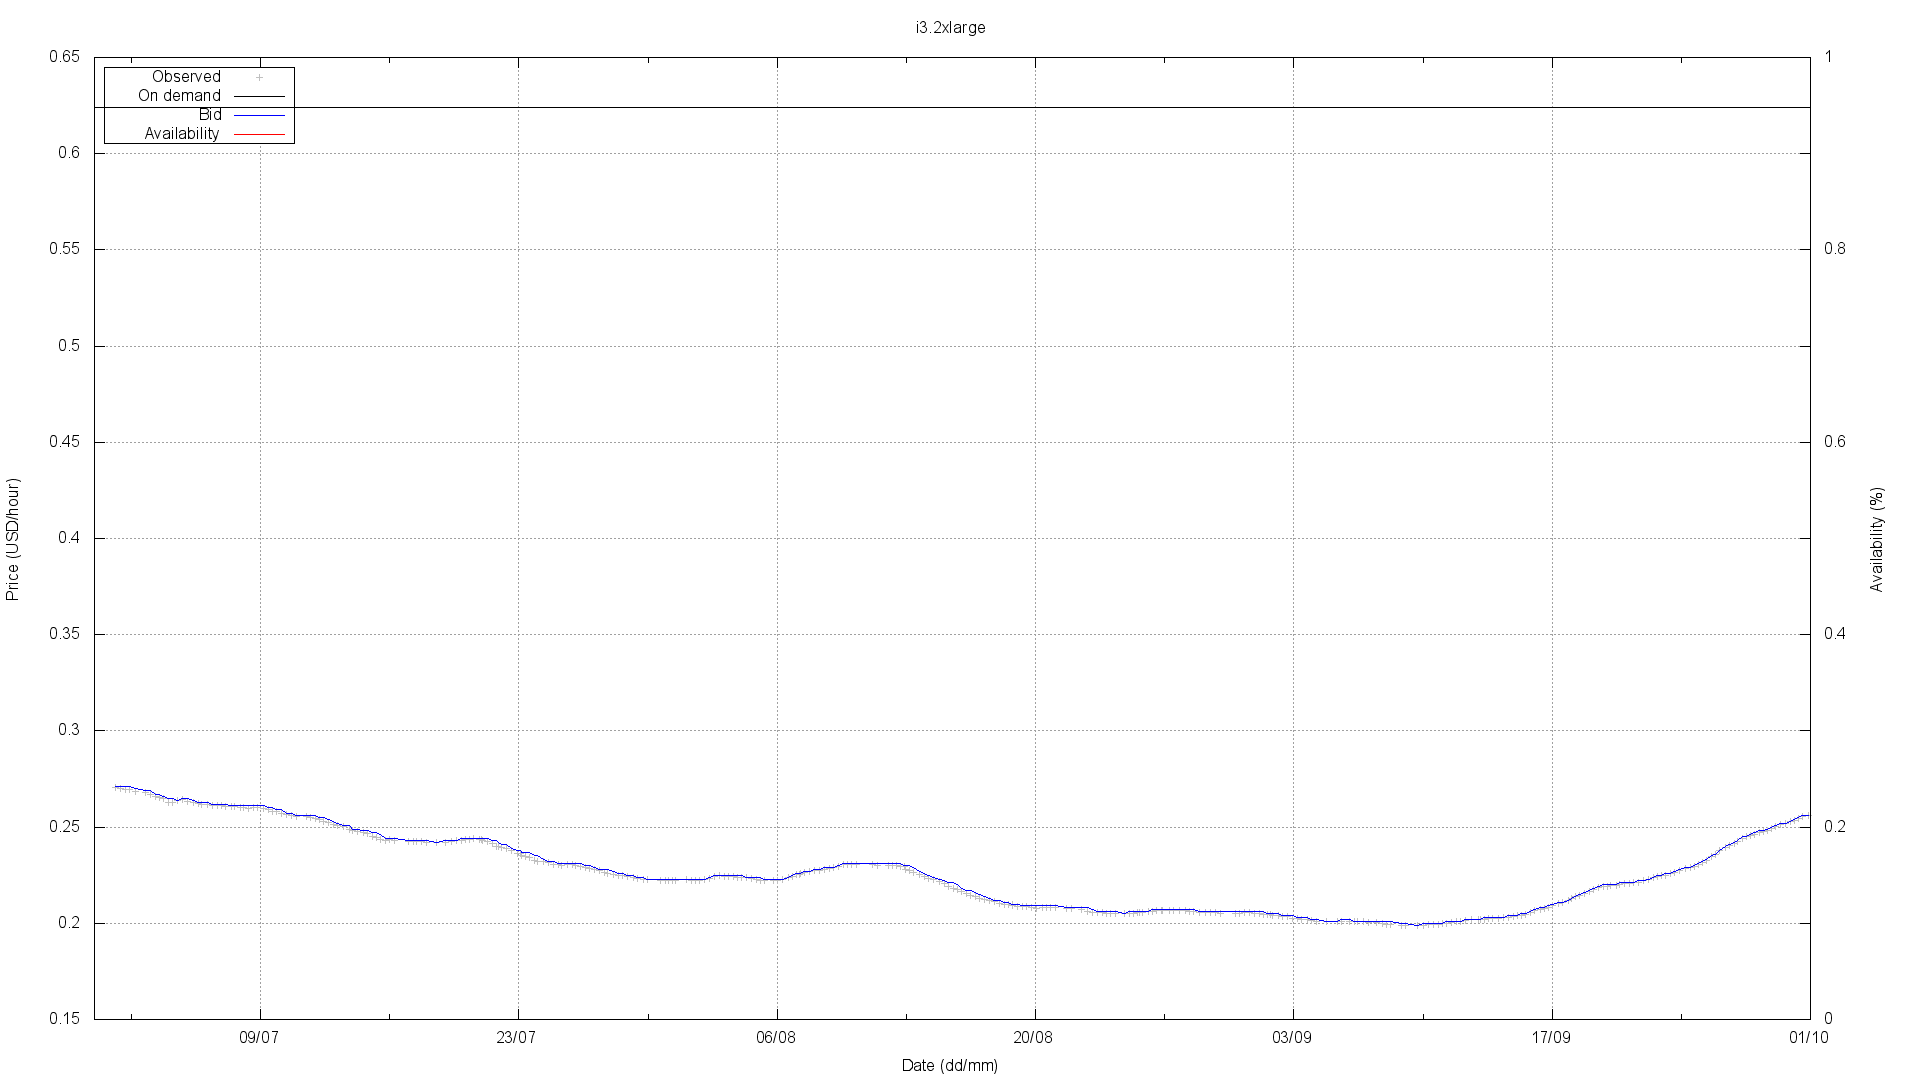 i3.2xlarge
Observed
On demand
Bid
Availability
0.65
0.6
0.55
0.5
0.45
0.4
0.35
0.3
0.25
0.2
0.15
Price (USD/hour)
1
0.8
0.6
0.4
0.2
0
Availability (%)
09/07 23/07 06/08 20/08 03/09 17/09 01/10
Date (dd/mm)